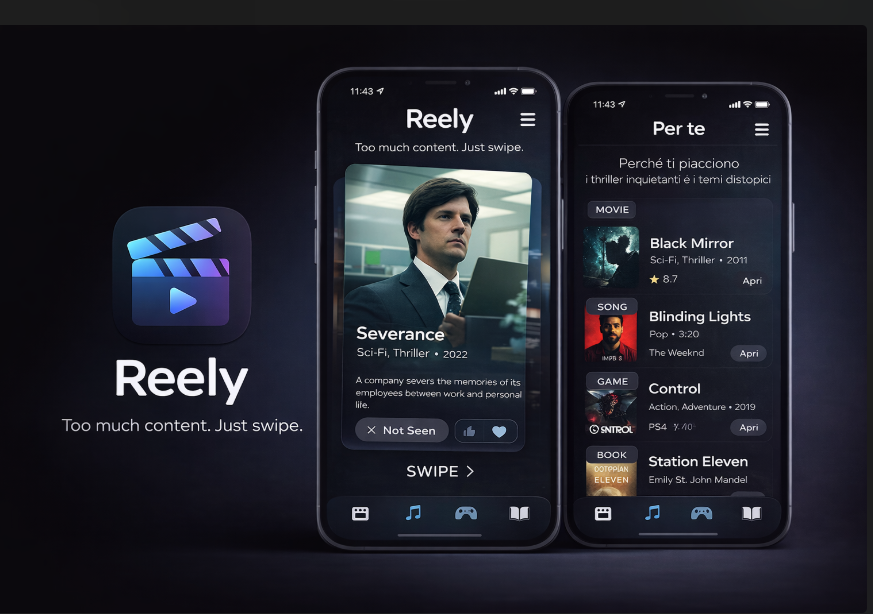 Reely
Too much content. Just swipe.
11:43
Reely
Too much content. Just swipe.
Severance
Sci-Fi, Thriller • 2022
A company severs the memories of its
employees between work and personal
life.
× Not Seen
SWIPE >
11:43
Per te
Perché ti piacciono
i thriller inquietanti e i temi distopici
MOVIE
Black Mirror
Sci-Fi, Thriller • 2011
8.7
Apri
SONG
Blinding Lights
Pop • 3:20
The Weeknd
Apri
GAME
Control
Action, Adventure • 2019
SNTROL
PS4
Apri
BOOK
Station Eleven
ELEVEN
Emily St. John Mandel